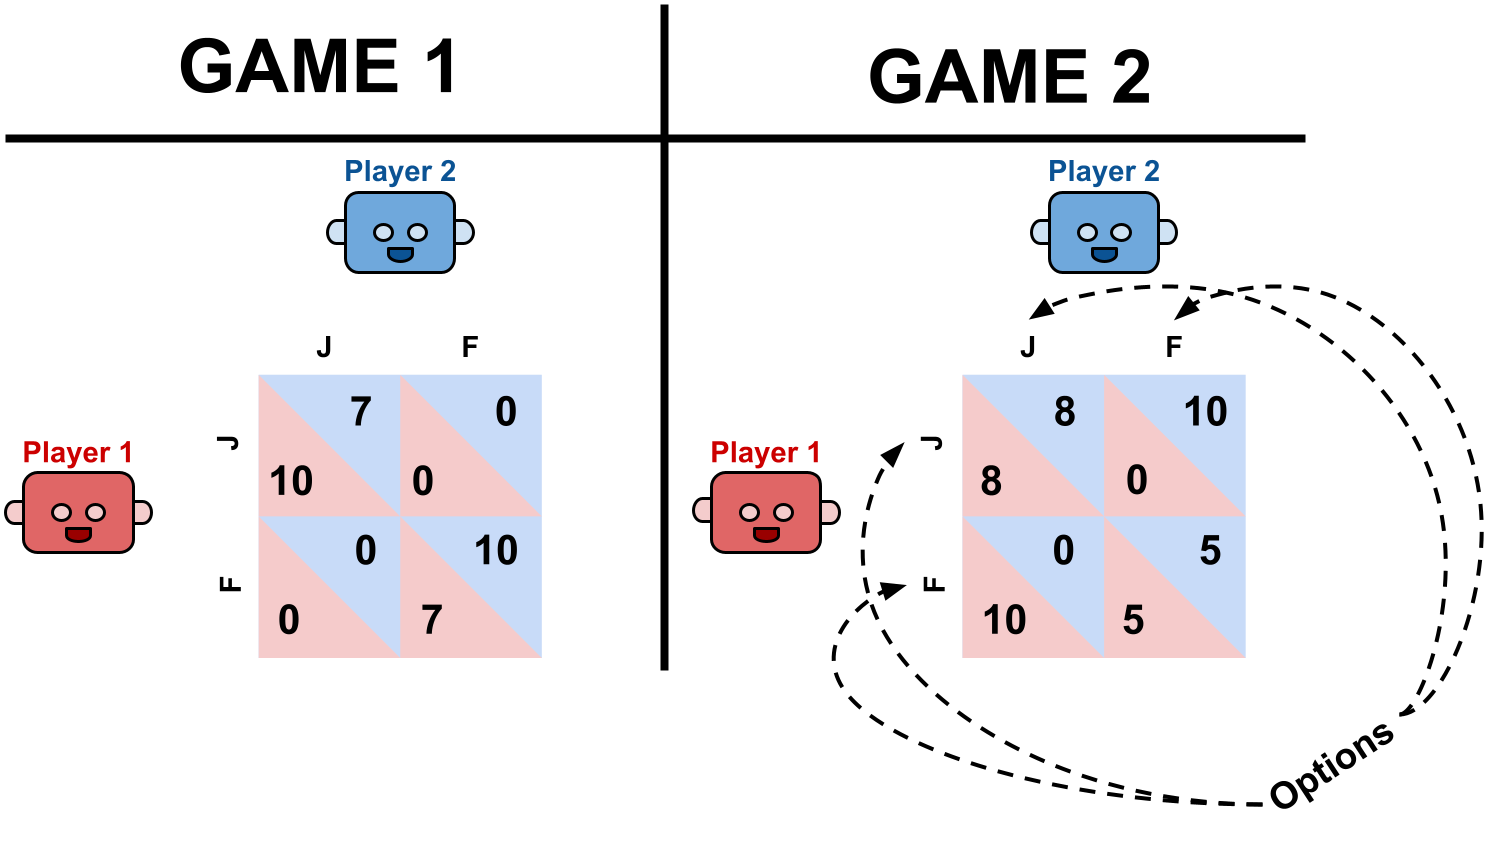 GAME 1
GAME 2
Player 2
J F
Player 1
J
7 0
10 0
F
0 10
0 7
Player 2
J F
Player 1
J
8 10
8 0
F
0 5
10 5
Options